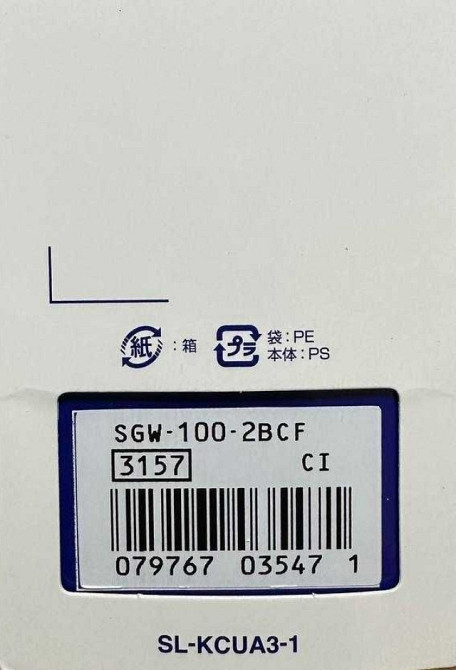 紙 : 箱
プラ 袋 : PE
本体 : PS
SGW-100-2BCF
3157 CI
079767 03547 1
SL-KCUA3-1